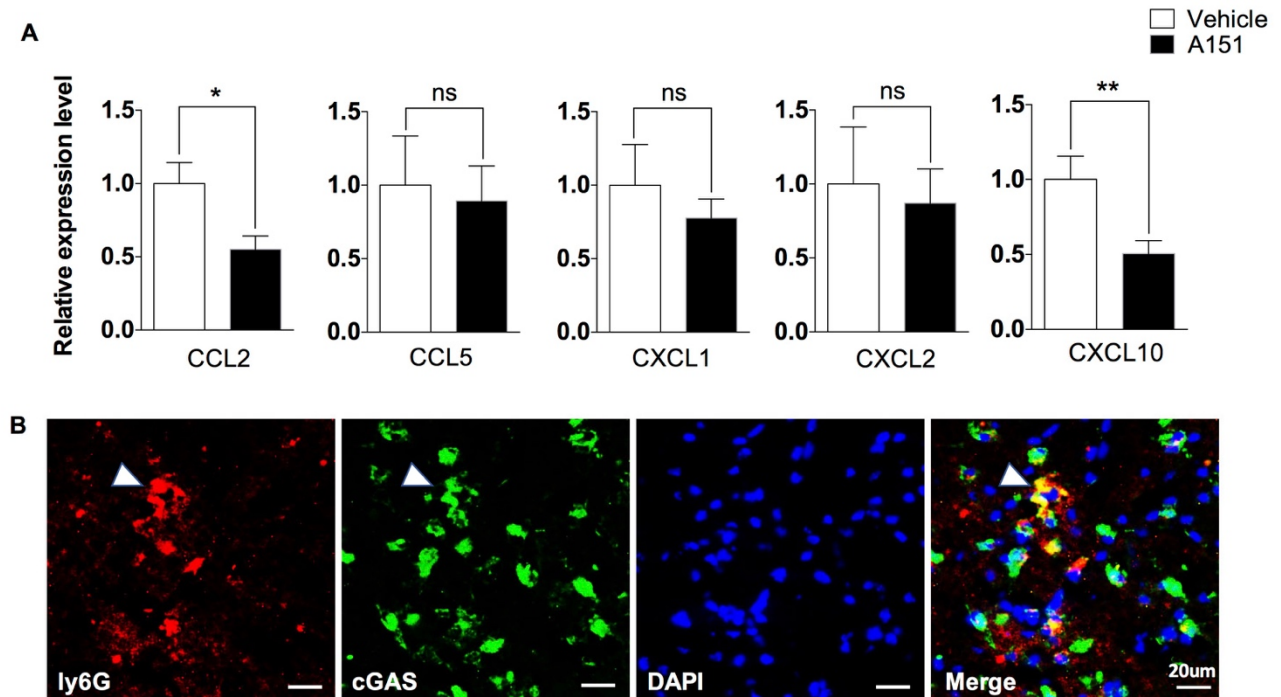 Vehicle
A151
A
Relative expression level
1.5
1.0
0.5
0.0
*
CCL2
1.5
1.0
0.5
0.0
ns
CCL5
1.5
1.0
0.5
0.0
ns
CXCL1
1.5
1.0
0.5
0.0
ns
CXCL2
1.5
1.0
0.5
0.0
**
CXCL10
B
ly6G
cGAS
DAPI
Merge
20um